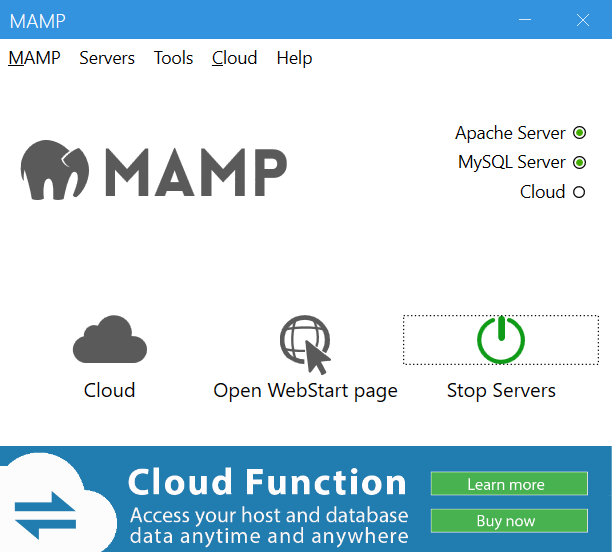 MAMP
MAMP Servers Tools Cloud Help
Apache Server
MySQL Server
Cloud
MAMP
Cloud
Open WebStart page
Stop Servers
Cloud Function
Access your host and database
data anytime and anywhere
Learn more
Buy now